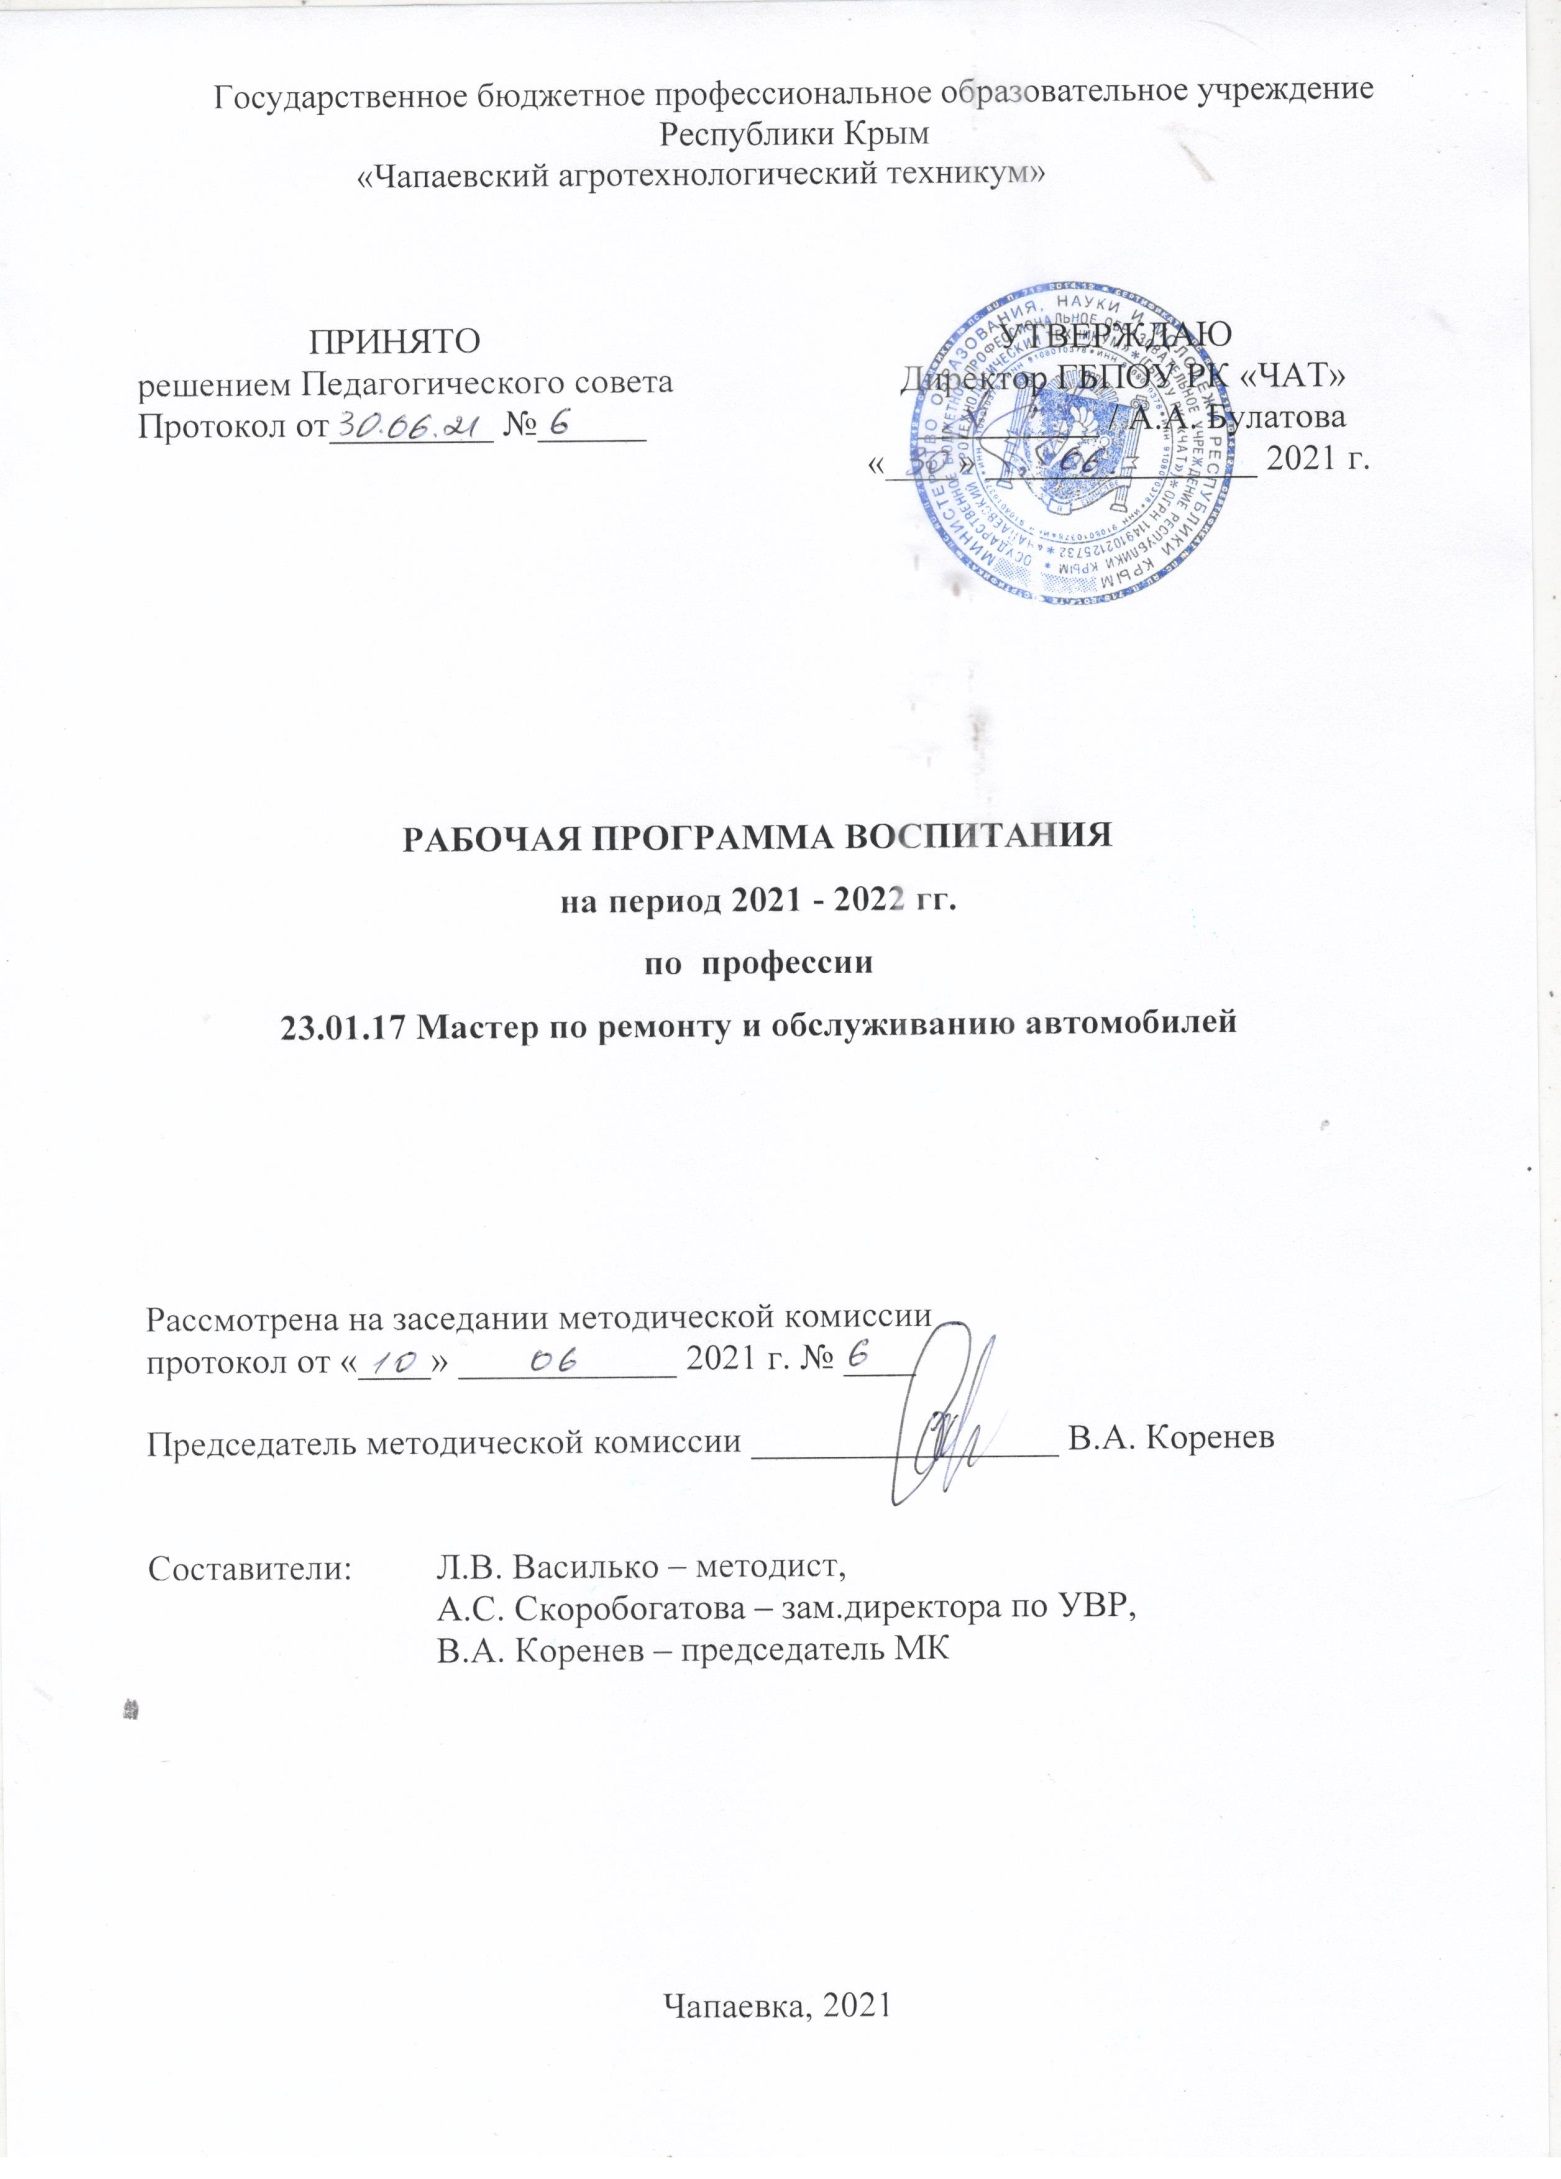 Государственное бюджетное профессиональное образовательное учреждение
Республики Крым
«Чапаевский агротехнологический техникум»
ПРИНЯТО
решением Педагогического совета
Протокол от 30.06.21 № 6
УТВЕРЖДАЮ
Директор ГБПОУ РК «ЧАТ»
/ А.А. Булатова
«30» 06. 2021 г.
РАБОЧАЯ ПРОГРАММА ВОСПИТАНИЯ
на период 2021 - 2022 гг.
по профессии
23.01.17 Мастер по ремонту и обслуживанию автомобилей
Рассмотрена на заседании методической комиссии
протокол от «10» 06 2021 г. № 6
Председатель методической комиссии В.А. Коренев
Составители: Л.В. Василько – методист,
А.С. Скоробогатова – зам.директора по УВР,
В.А. Коренев – председатель МК
Чапаевка, 2021